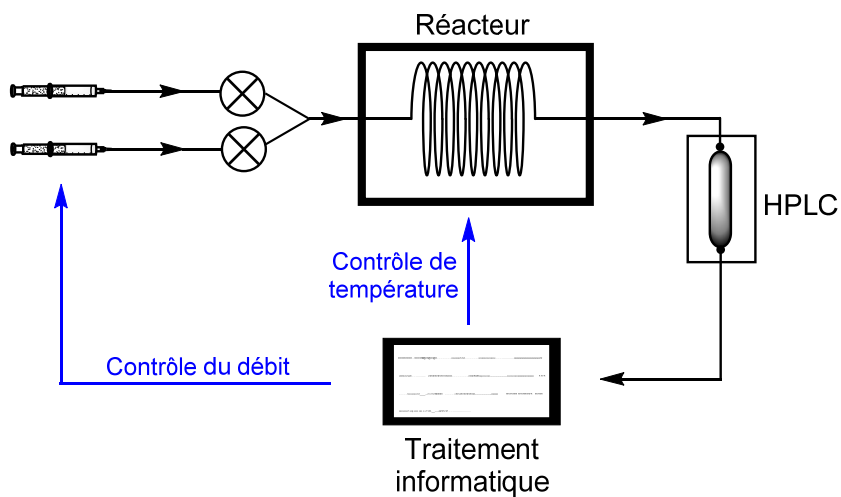 Réacteur
HPLC
Contrôle de
température
Contrôle du débit
Traitement
informatique